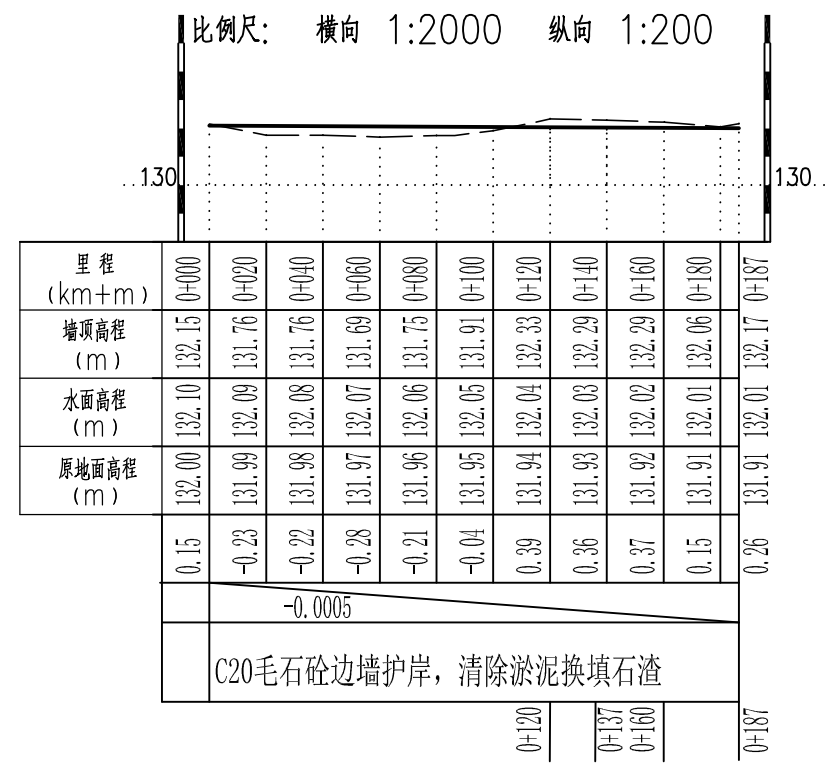 比例尺: 横向 1:2000 纵向 1:200
130 130
里程 (km+m) 0+000 0+020 0+040 0+060 0+080 0+100 0+120 0+140 0+160 0+180 0+187
墙顶高程 (m) 132.15 131.76 131.76 131.69 131.75 131.91 132.33 132.29 132.29 132.06 132.17
水面高程 (m) 132.10 132.09 132.08 132.07 132.06 132.05 132.04 132.03 132.02 132.01 132.01
原地面高程 (m) 132.00 131.99 131.98 131.97 131.96 131.95 131.94 131.93 131.92 131.91 131.91
0.15 -0.23 -0.22 -0.28 -0.21 -0.04 0.39 0.36 0.37 0.15 0.26
-0.0005
C20毛石砼边墙护岸，清除淤泥换填石渣
0+120 0+137 0+160 0+187